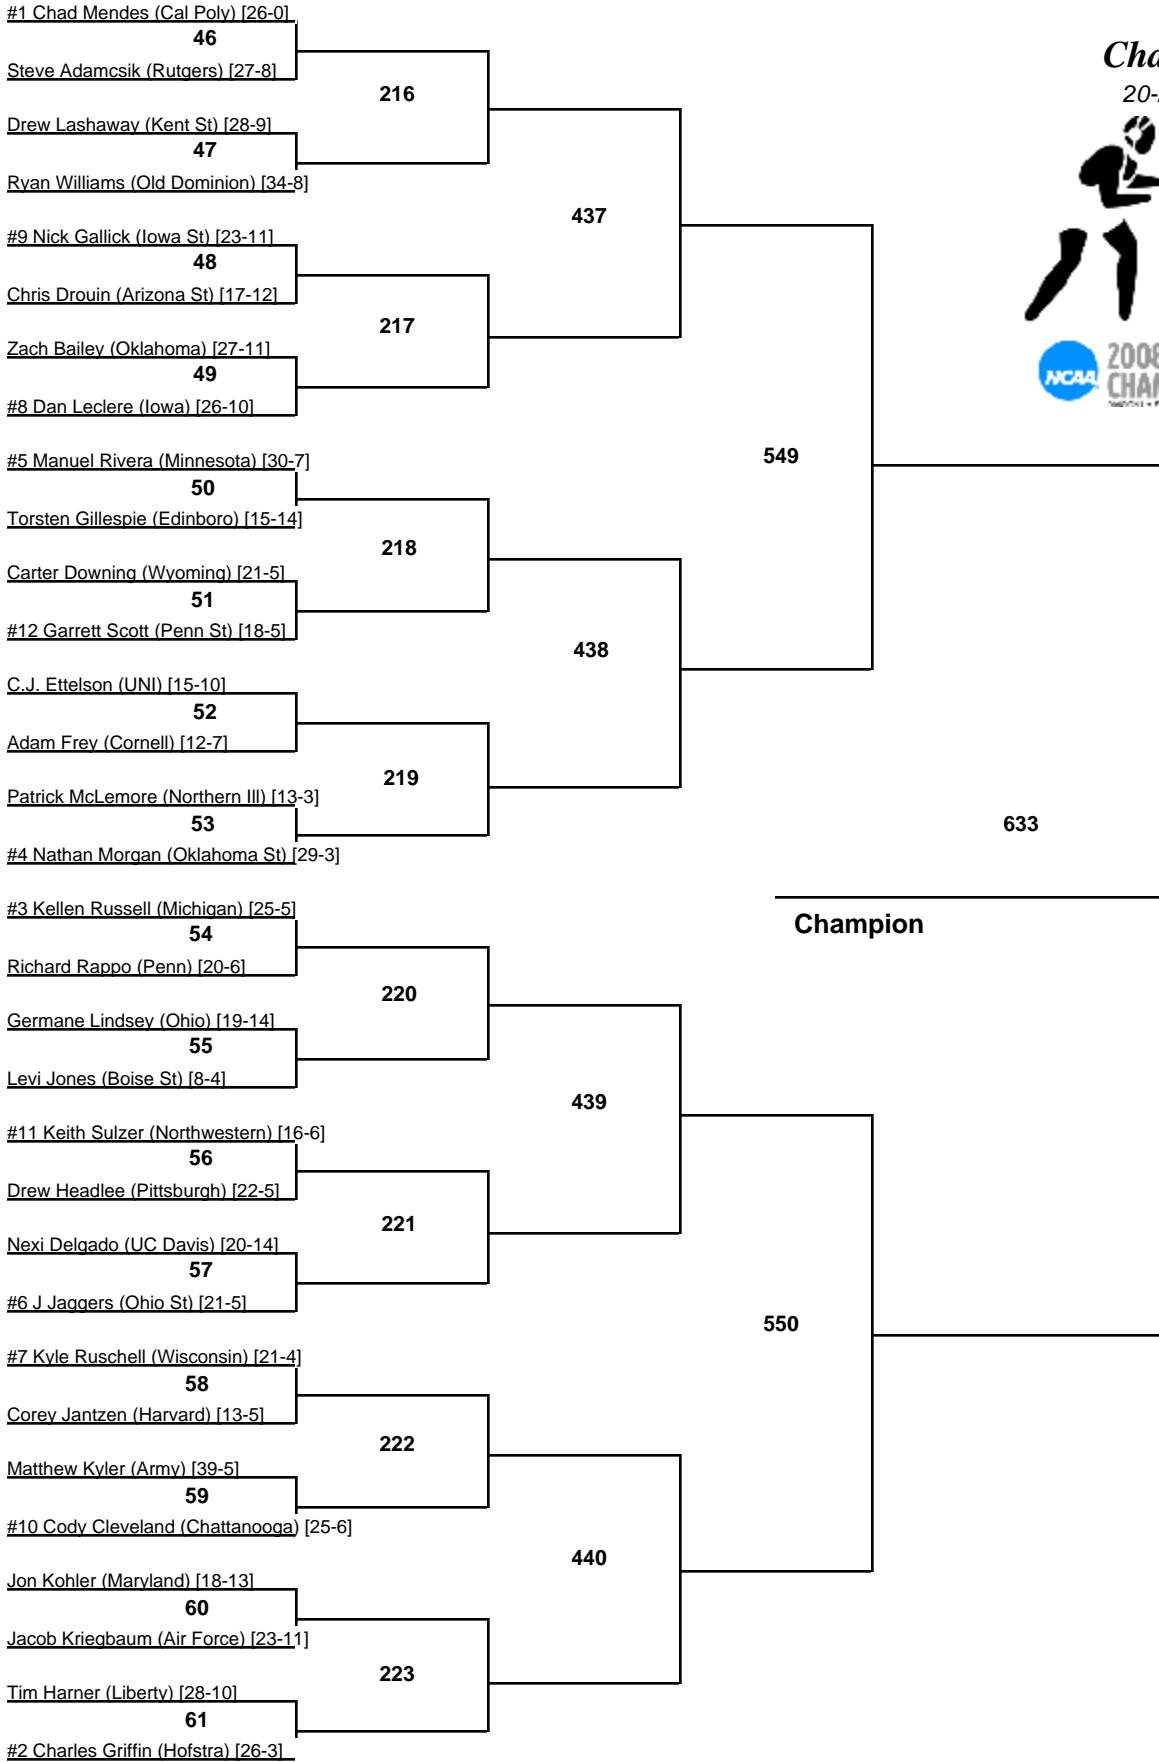 #1 Chad Mendes (Cal Poly) [26-0]
46
Steve Adamcsik (Rutgers) [27-8]
216
Drew Lashaway (Kent St) [28-9]
47
Ryan Williams (Old Dominion) [34-8]
437
#9 Nick Gallick (Iowa St) [23-11]
48
Chris Drouin (Arizona St) [17-12]
217
Zach Bailey (Oklahoma) [27-11]
49
#8 Dan Leclere (Iowa) [26-10]
549
#5 Manuel Rivera (Minnesota) [30-7]
50
Torsten Gillespie (Edinboro) [15-14]
218
Carter Downing (Wyoming) [21-5]
51
#12 Garrett Scott (Penn St) [18-5]
438
C.J. Ettelson (UNI) [15-10]
52
Adam Frey (Cornell) [12-7]
219
Patrick McLemore (Northern Ill) [13-3]
53
#4 Nathan Morgan (Oklahoma St) [29-3]
633
Champion
#3 Kellen Russell (Michigan) [25-5]
54
Richard Rappo (Penn) [20-6]
220
Germane Lindsey (Ohio) [19-14]
55
Levi Jones (Boise St) [8-4]
439
#11 Keith Sulzer (Northwestern) [16-6]
56
Drew Headlee (Pittsburgh) [22-5]
221
Nexi Delgado (UC Davis) [20-14]
57
#6 J Jaggers (Ohio St) [21-5]
550
#7 Kyle Ruschell (Wisconsin) [21-4]
58
Corey Jantzen (Harvard) [13-5]
222
Matthew Kyler (Army) [39-5]
59
#10 Cody Cleveland (Chattanooga) [25-6]
440
Jon Kohler (Maryland) [18-13]
60
Jacob Kriegbaum (Air Force) [23-11]
223
Tim Harner (Liberty) [28-10]
61
#2 Charles Griffin (Hofstra) [26-3]
Cha
20-
NCAA
2008
CHAM